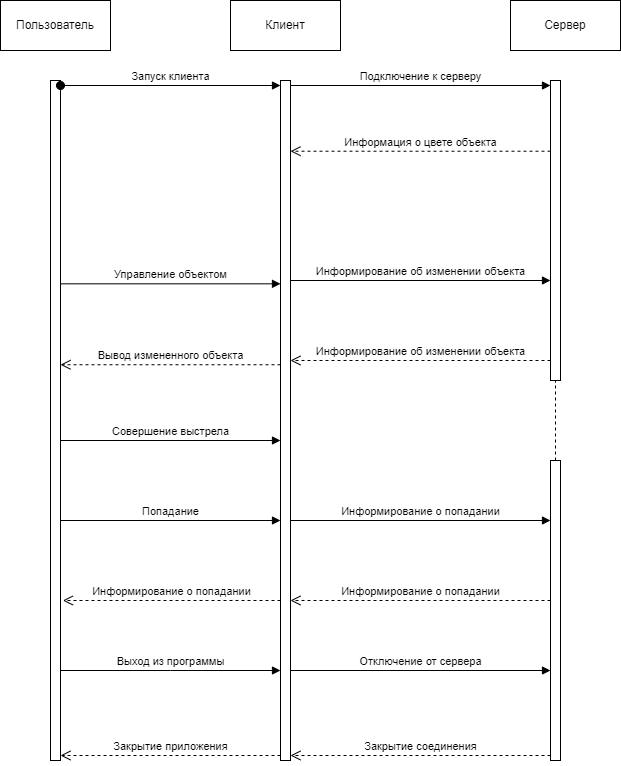 Пользователь
Клиент
Сервер
Запуск клиента
Подключение к серверу
Информация о цвете объекта
Управление объектом
Информирование об изменении объекта
Вывод измененного объекта
Информирование об изменении объекта
Совершение выстрела
Попадание
Информирование о попадании
Информирование о попадании
Информирование о попадании
Выход из программы
Отключение от сервера
Закрытие приложения
Закрытие соединения